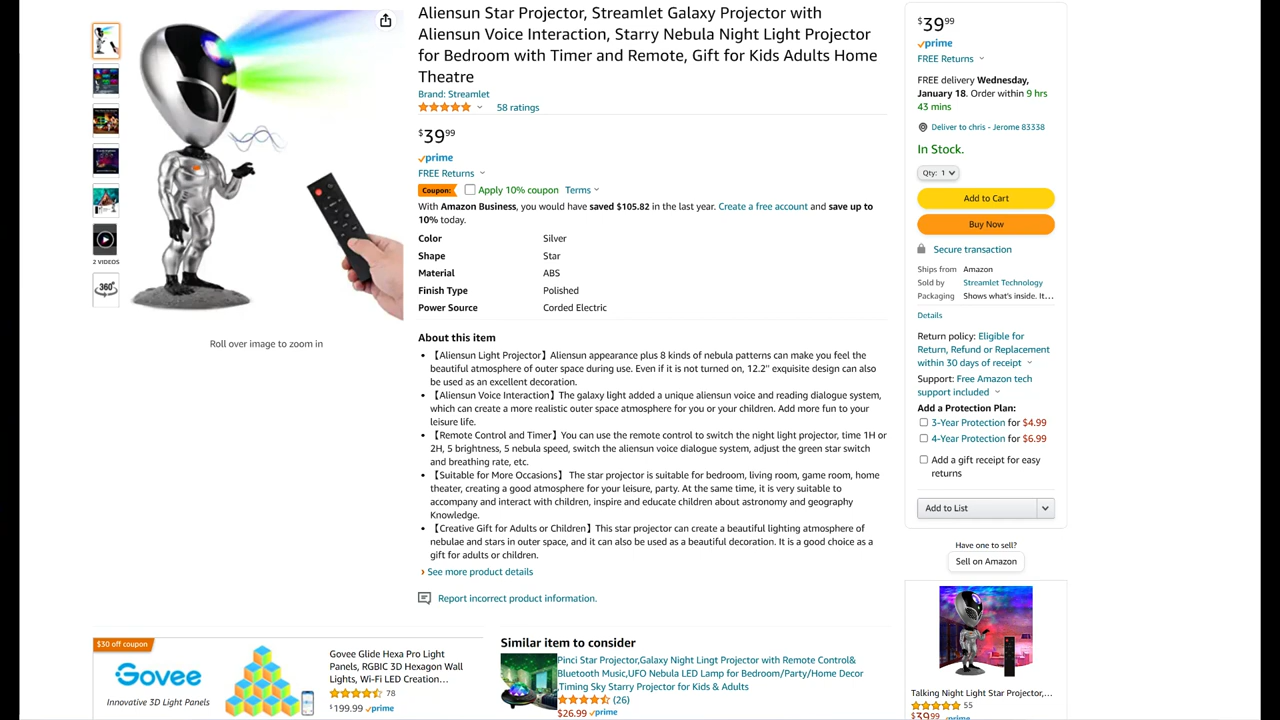 Aliensun Star Projector, Streamlet Galaxy Projector with
Aliensun Voice Interaction, Starry Nebula Night Light Projector
for Bedroom with Timer and Remote, Gift for Kids Adults Home
Theatre
Brand: Streamlet
58 ratings
$39.99
prime
FREE Returns
Coupon: Apply 10% coupon Terms
With Amazon Business, you would have saved $105.82 in the last year. Create a free account and save up to
10% today.
Color Silver
Shape Star
Material ABS
Finish Type Polished
Power Source Corded Electric
About this item
• 【Aliensun Light Projector】Aliensun appearance plus 8 kinds of nebula patterns can make you feel the
beautiful atmosphere of outer space during use. Even if it is not turned on, 12.2'' exquisite design can also
be used as an excellent decoration.
• 【Aliensun Voice Interaction】The galaxy light added a unique aliensun voice and reading dialogue system,
which can create a more realistic outer space atmosphere for you or your children. Add more fun to your
leisure life.
• 【Remote Control and Timer】You can use the remote control to switch the night light projector, time 1H or
2H, 5 brightness, 5 nebula speed, switch the aliensun voice dialogue system, adjust the green star switch
and breathing rate, etc.
• 【Suitable for More Occasions】The star projector is suitable for bedroom, living room, game room, home
theater, creating a good atmosphere for your leisure, party. At the same time, it is very suitable to
accompany and interact with children, inspire and educate children about astronomy and geography
Knowledge.
• 【Creative Gift for Adults or Children】This star projector can create a beautiful lighting atmosphere of
nebulae and stars in outer space, and it can also be used as a beautiful decoration. It is a good choice as a
gift for adults or children.
› See more product details
Report incorrect product information.
2 VIDEOS
360°
Roll over image to zoom in
$30 off coupon
Govee
Innovative 3D Light Panels
Govee Glide Hexa Pro Light
Panels, RGBIC 3D Hexagon Wall
Lights, Wi-Fi LED Creation...
78
$199.99 prime
Similar item to consider
Pinci Star Projector,Galaxy Night Lingt Projector with Remote Control&
Bluetooth Music,UFO Nebula LED Lamp for Bedroom/Party/Home Decor
,Timing Sky Starry Projector for Kids & Adults
(26)
$26.99 prime
$39.99
prime
FREE Returns
FREE delivery Wednesday,
January 18. Order within 9 hrs
43 mins
Deliver to chris - Jerome 83338
In Stock.
Qty: 1
Add to Cart
Buy Now
Secure transaction
Ships from Amazon
Sold by Streamlet Technology
Packaging Shows what's inside. It...
Details
Return policy: Eligible for
Return, Refund or Replacement
within 30 days of receipt
Support: Free Amazon tech
support included
Add a Protection Plan:
3-Year Protection for $4.99
4-Year Protection for $6.99
Add a gift receipt for easy
returns
Add to List
Have one to sell?
Sell on Amazon
Talking Night Light Star Projector,...
55
$39.99 prime